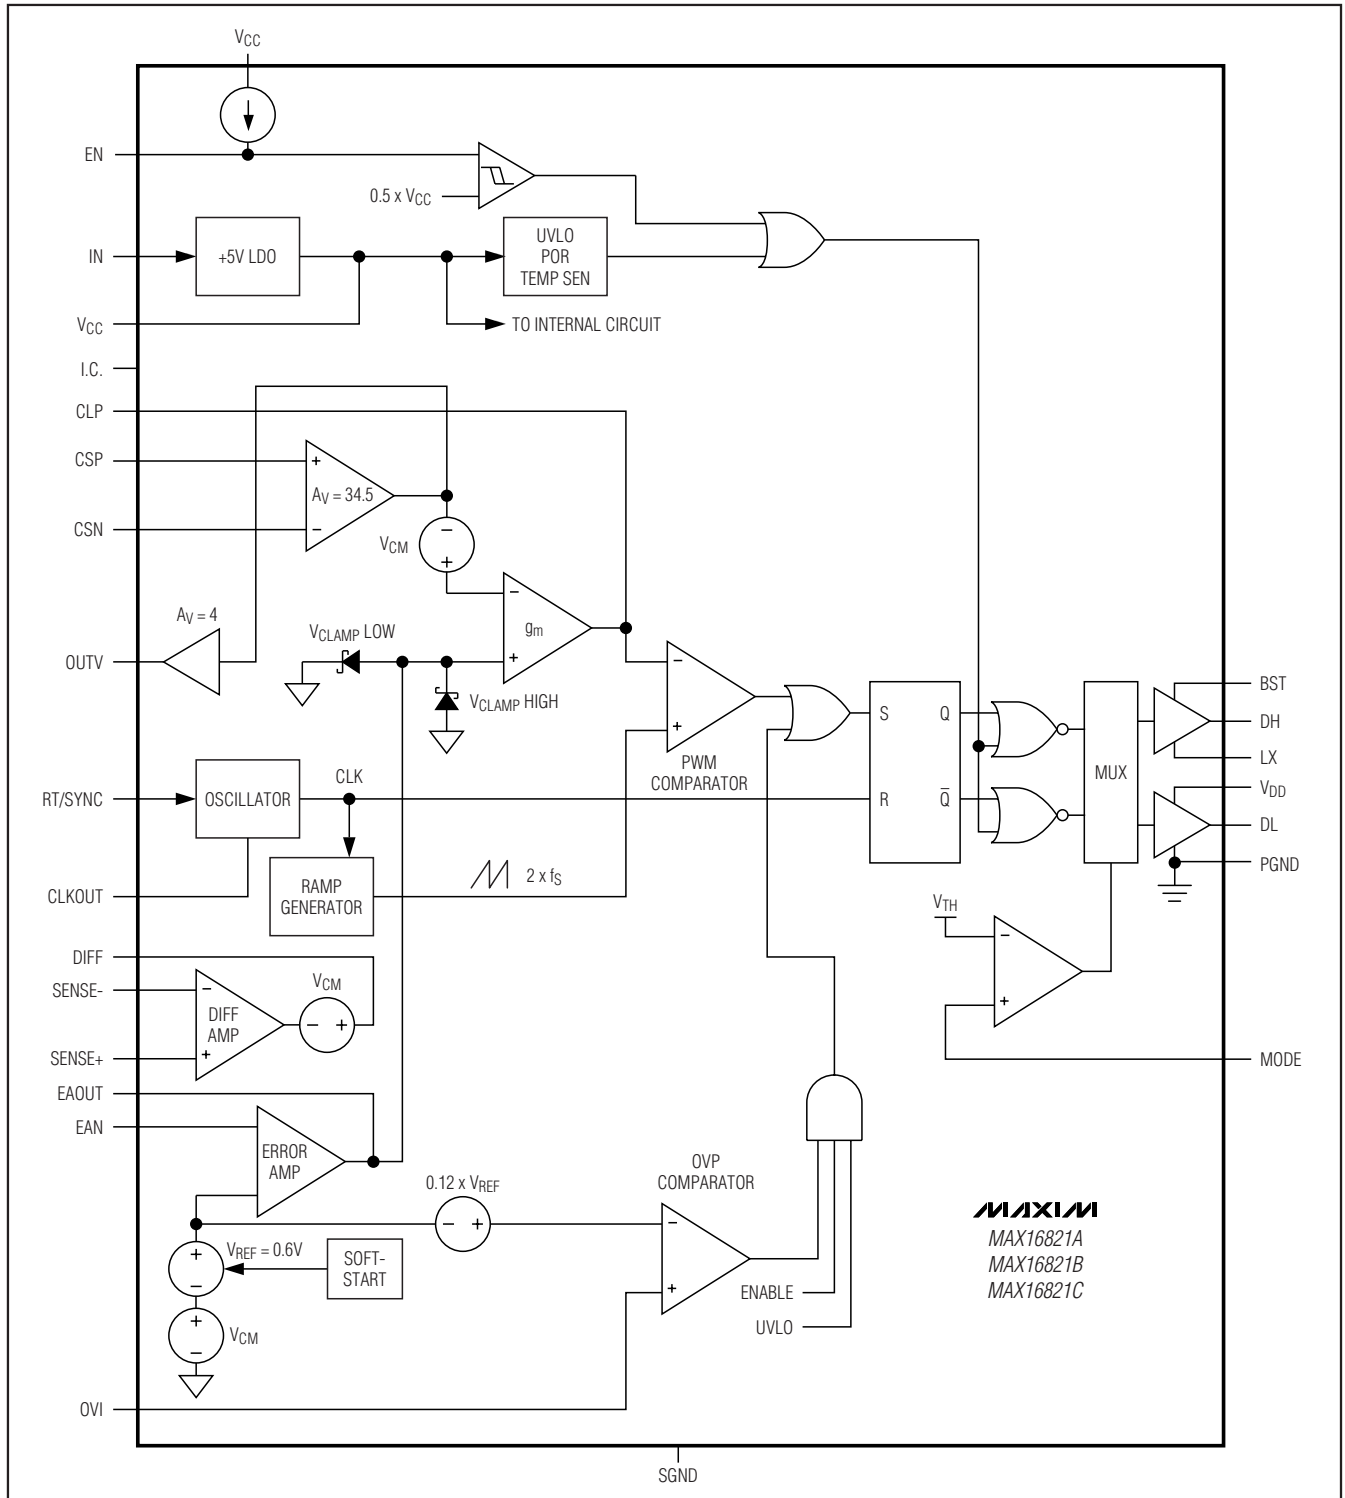 VCC
EN
0.5 x VCC
IN
+5V LDO
UVLO
POR
TEMP SEN
VCC
TO INTERNAL CIRCUIT
I.C.
CLP
CSP
+
AV = 34.5
CSN
−
VCM
−
+
−
gm
+
AV = 4
OUTV
VCLAMP LOW
VCLAMP HIGH
−
+
PWM
COMPARATOR
S
Q
R
Q̅
MUX
BST
DH
LX
VDD
DL
PGND
RT/SYNC
OSCILLATOR
CLK
CLKOUT
RAMP
GENERATOR
2 x fS
VTH
−
+
MODE
DIFF
SENSE-
−
DIFF
AMP
+
VCM
− +
SENSE+
EAOUT
EAN
ERROR
AMP
0.12 x VREF
− +
OVP
COMPARATOR
−
+
+
−
VREF = 0.6V
SOFT-
START
+
−
VCM
ENABLE
UVLO
OVI
MAXIM
MAX16821A
MAX16821B
MAX16821C
SGND